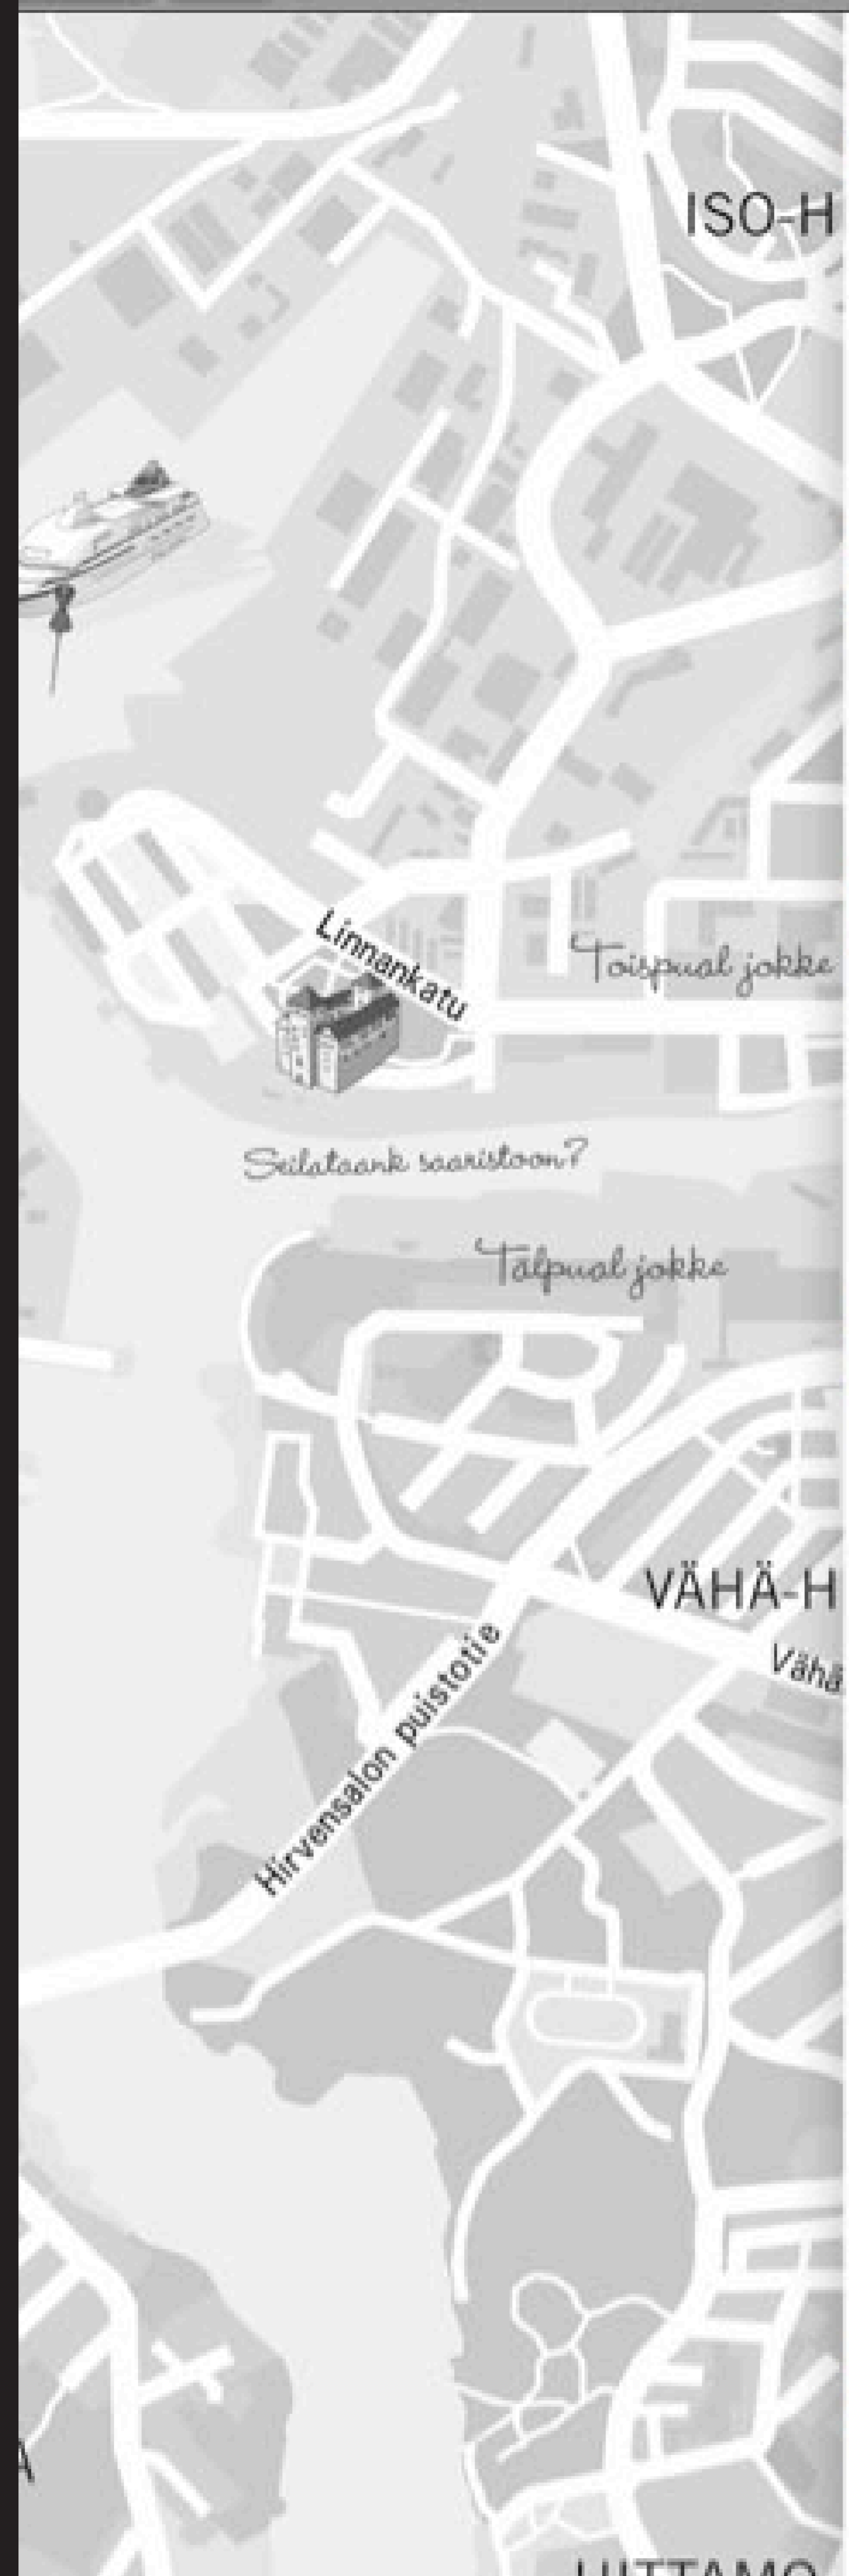 ISO-H
Linnankatu
Toispual jokke
Seilataank saaristoon?
Tälpual jokke
VÄHÄ-H
Vähä
Hirvensalon puistotie